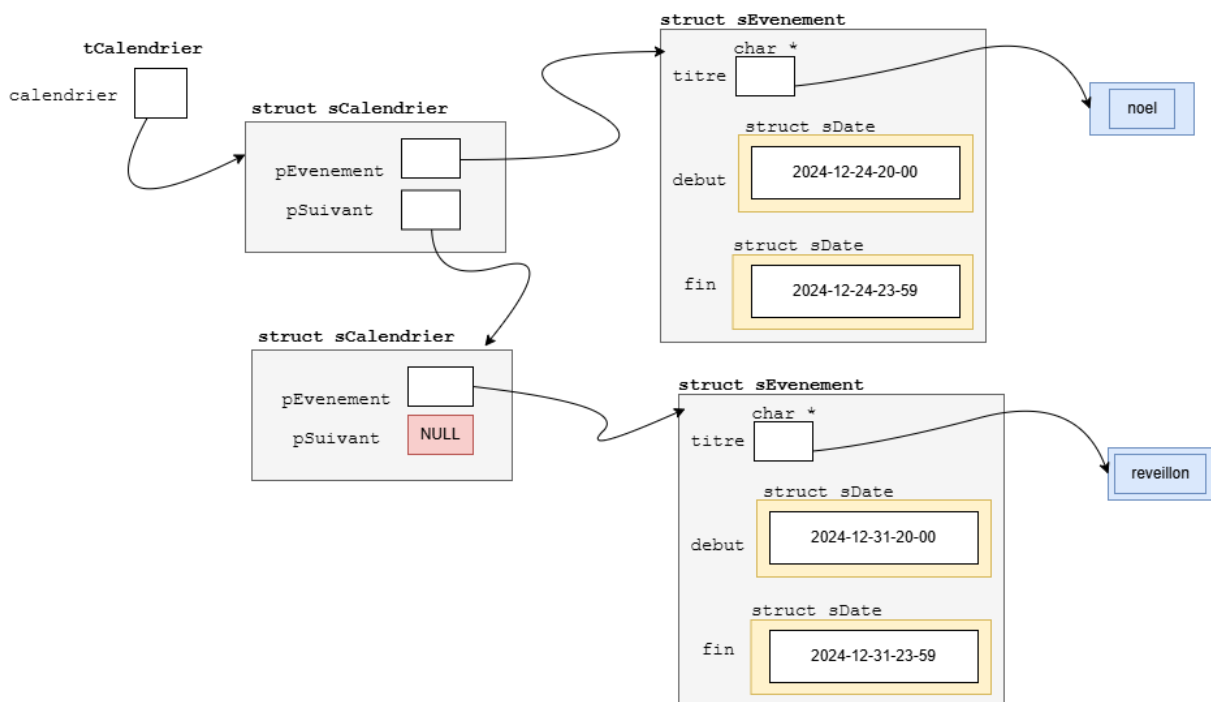 tCalendrier
calendrier
struct sCalendrier
pEvenement
pSuivant
struct sEvenement
char *
titre
noel
struct sDate
debut
2024-12-24-20-00
struct sDate
fin
2024-12-24-23-59
struct sCalendrier
pEvenement
pSuivant
NULL
struct sEvenement
char *
titre
reveillon
struct sDate
debut
2024-12-31-20-00
struct sDate
fin
2024-12-31-23-59